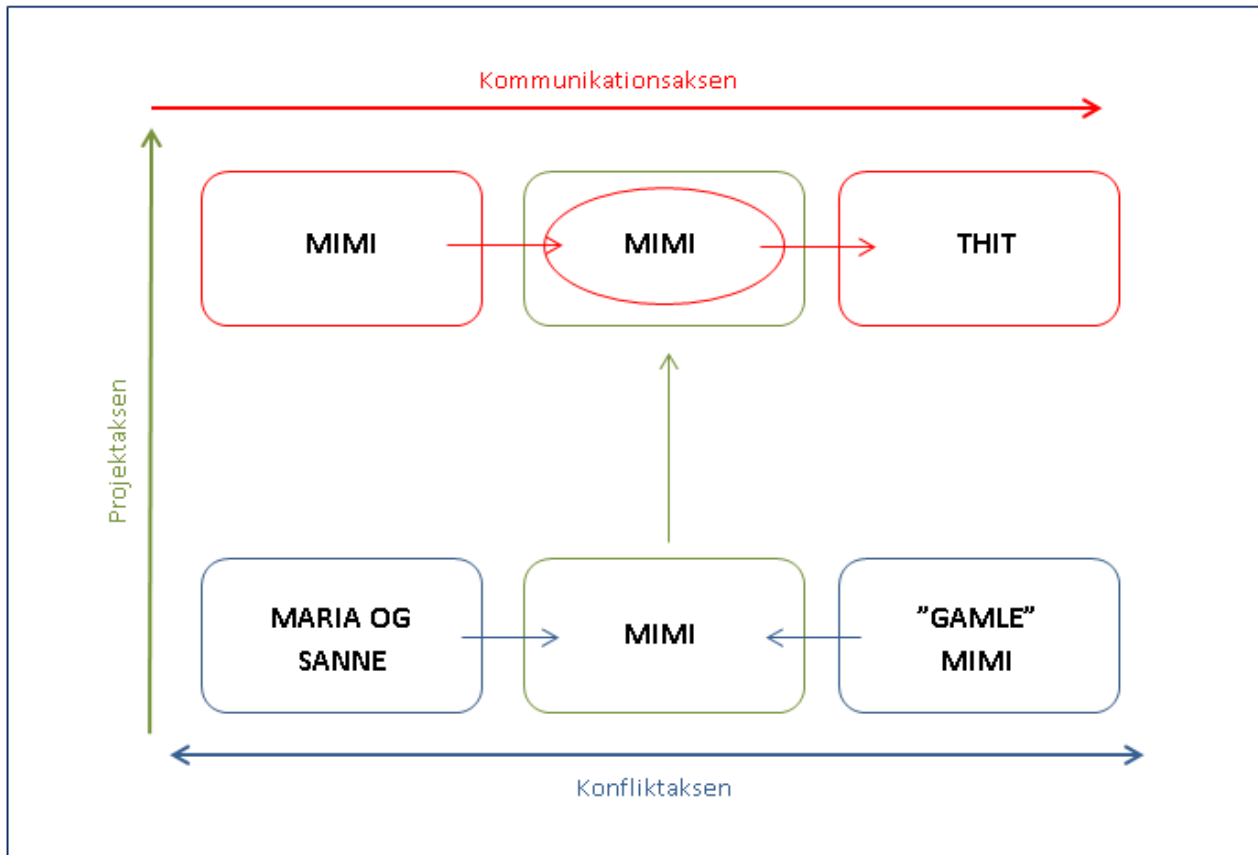 Kommunikationsaksen
MIMI
MIMI
THIT
Projektaksen
MARIA OG
SANNE
MIMI
”GAMLE”
MIMI
Konfliktaksen